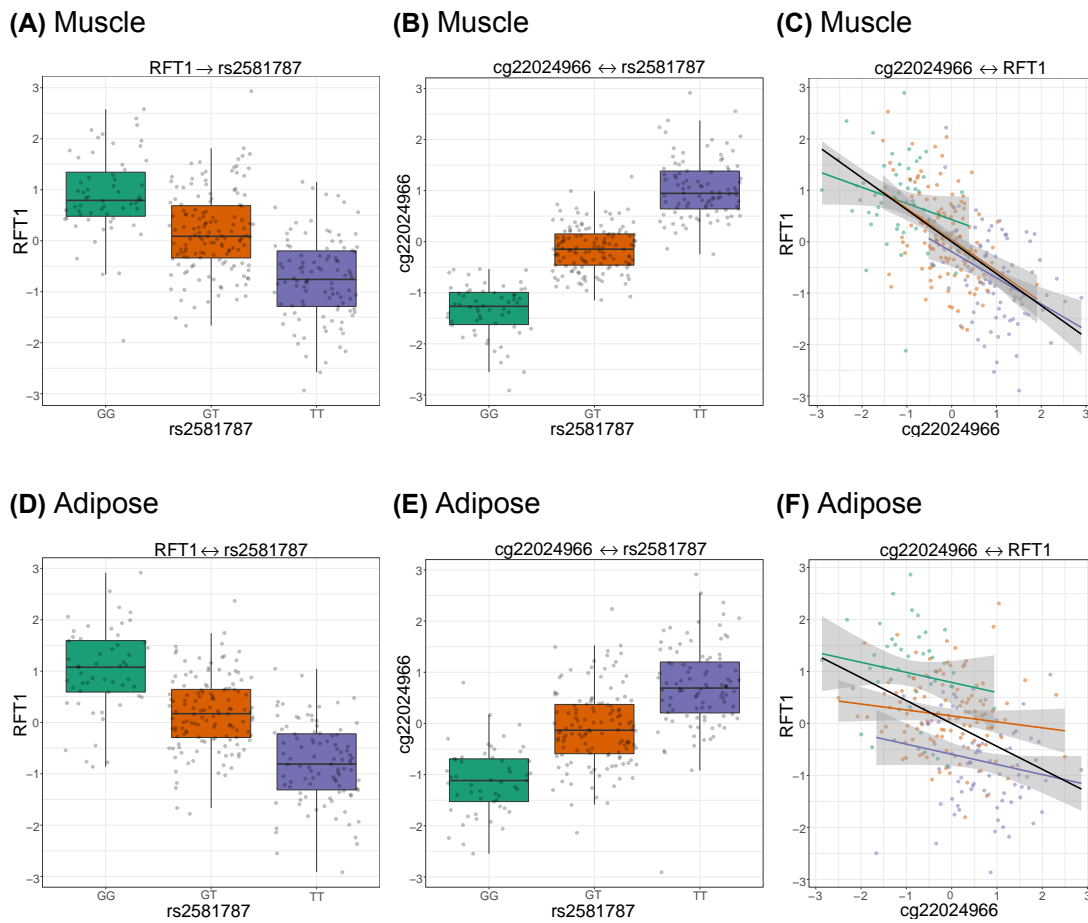 (A) Muscle
RFT1 → rs2581787
3
2
1
0
−1
−2
−3
RFT1
GG GT TT
rs2581787
(B) Muscle
cg22024966 ↔ rs2581787
3
2
1
0
−1
−2
−3
cg22024966
GG GT TT
rs2581787
(C) Muscle
cg22024966 ↔ RFT1
3
2
1
0
−1
−2
−3
RFT1
−3 −2 −1 0 1 2 3
cg22024966
(D) Adipose
RFT1 ↔ rs2581787
3
2
1
0
−1
−2
−3
RFT1
GG GT TT
rs2581787
(E) Adipose
cg22024966 ↔ rs2581787
3
2
1
0
−1
−2
−3
cg22024966
GG GT TT
rs2581787
(F) Adipose
cg22024966 ↔ RFT1
3
2
1
0
−1
−2
−3
RFT1
−3 −2 −1 0 1 2 3
cg22024966